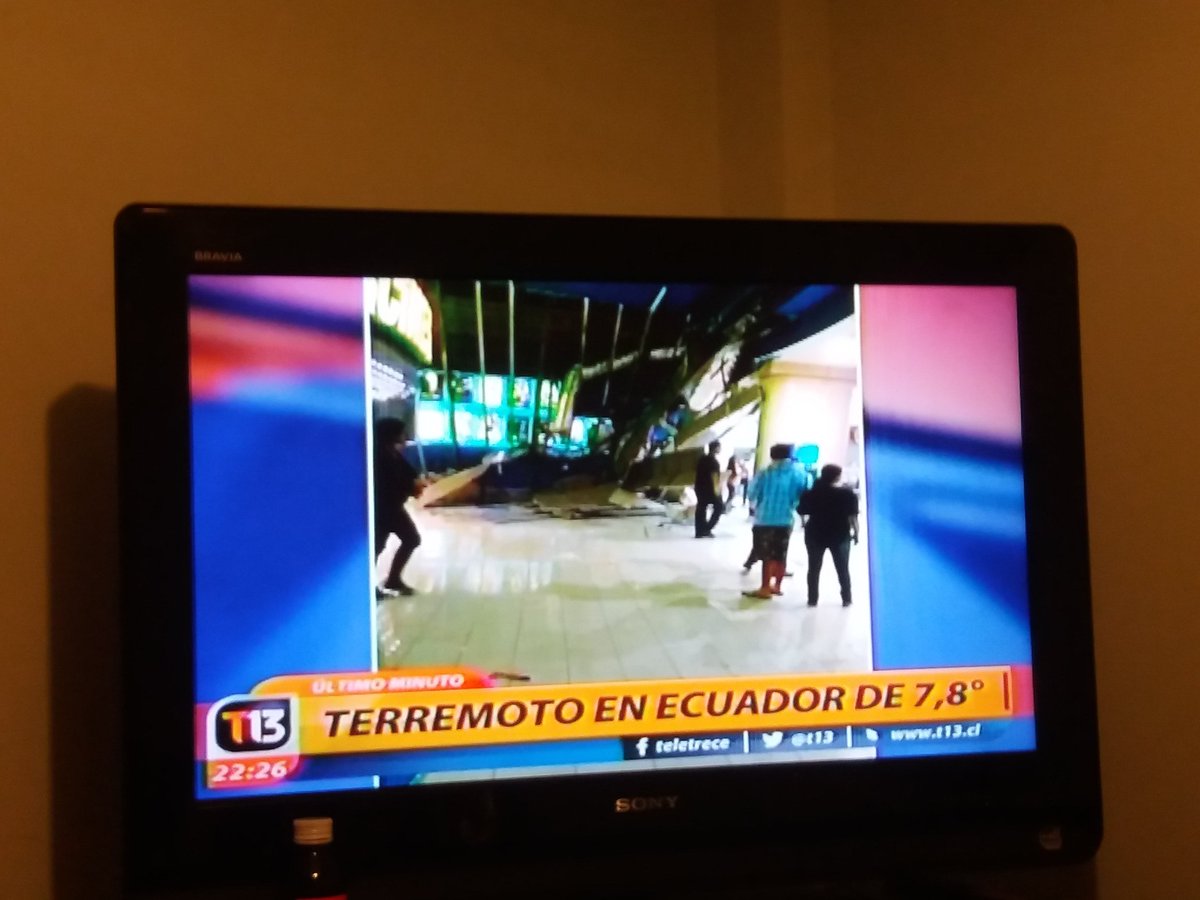 BRAVIA
ÚLTIMO MINUTO
TERREMOTO EN ECUADOR DE 7,8°
T13
teletrece | @t13 | www.t13.cl
22:26
SONY